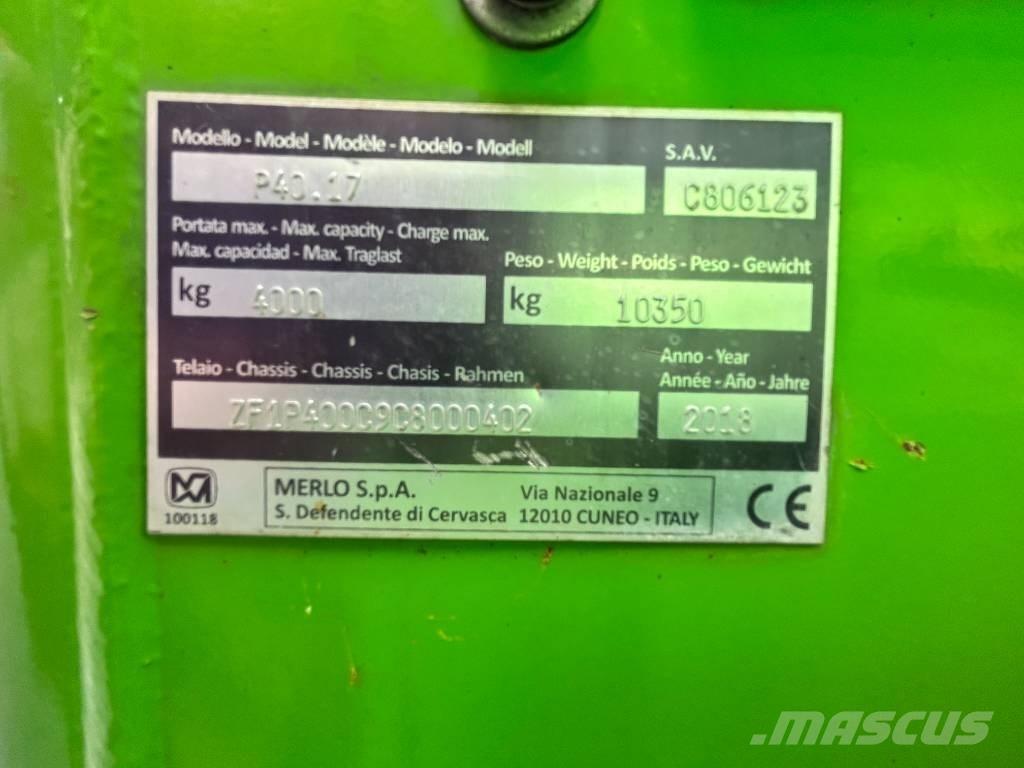 Modello - Model - Modèle - Modelo - Modell
S.A.V.
P40.17
C806123
Portata max. - Max. capacity - Charge max.
Max. capacidad - Max. Traglast
Peso - Weight - Poids - Peso - Gewicht
kg 4000
kg 10350
Telaio - Chassis - Chassis - Chasis - Rahmen
Anno - Year
Année - Año - Jahre
ZF1P400C9C8000402
2018
MERLO S.p.A.
Via Nazionale 9
S. Defendente di Cervasca 12010 CUNEO - ITALY
100118
CE
MASCUS